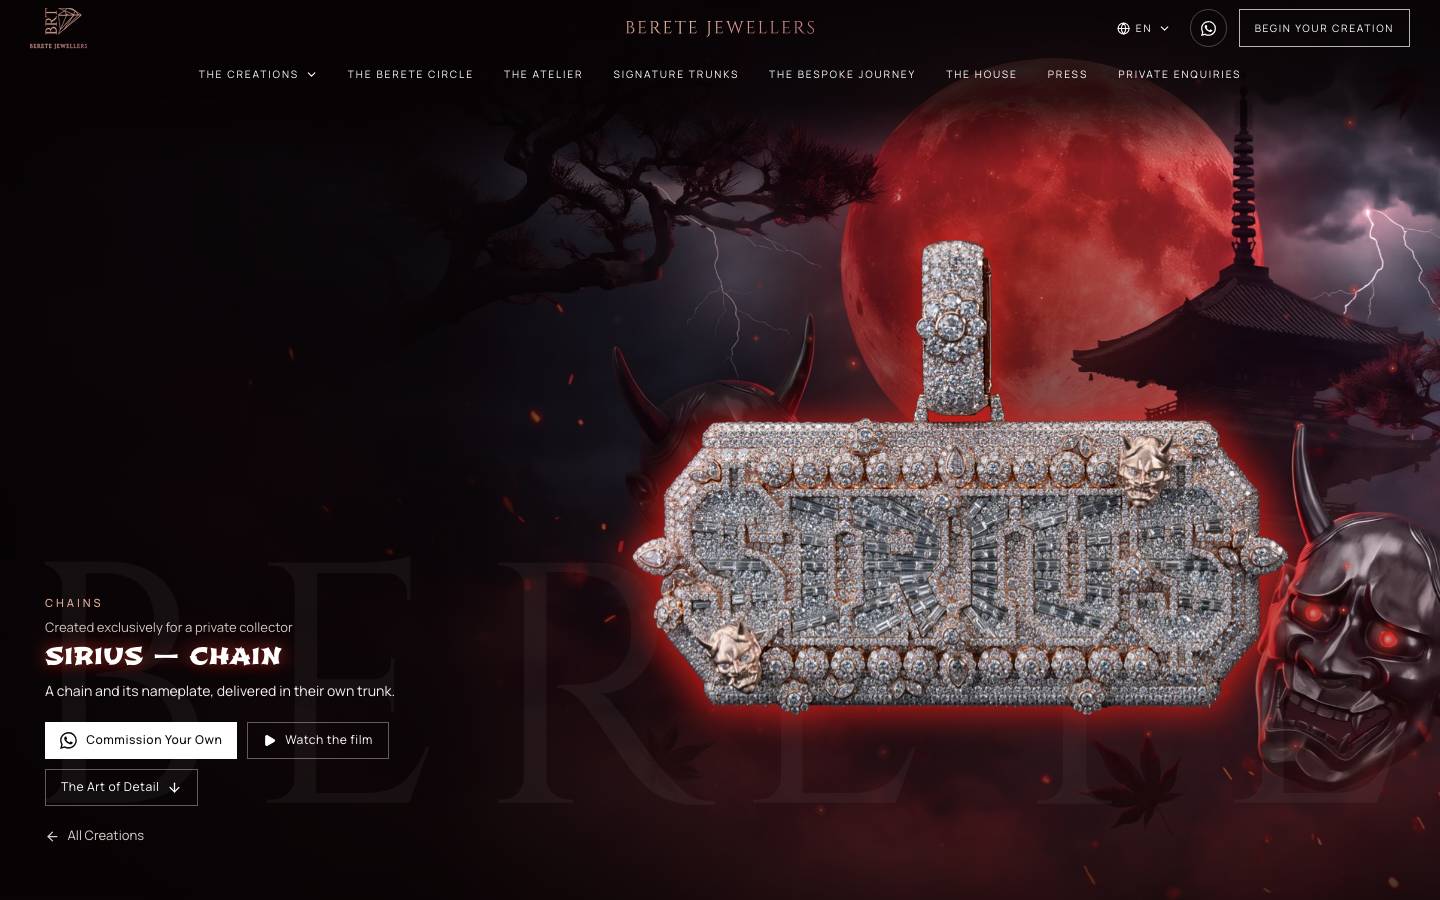 BRT
BERETE JEWELLERS
BERETE JEWELLERS
EN
BEGIN YOUR CREATION
THE CREATIONS
THE BERETE CIRCLE
THE ATELIER
SIGNATURE TRUNKS
THE BESPOKE JOURNEY
THE HOUSE
PRESS
PRIVATE ENQUIRIES
SIRIUS
BERETE
CHAINS
Created exclusively for a private collector
SIRIUS — CHAIN
A chain and its nameplate, delivered in their own trunk.
Commission Your Own
Watch the film
The Art of Detail
All Creations